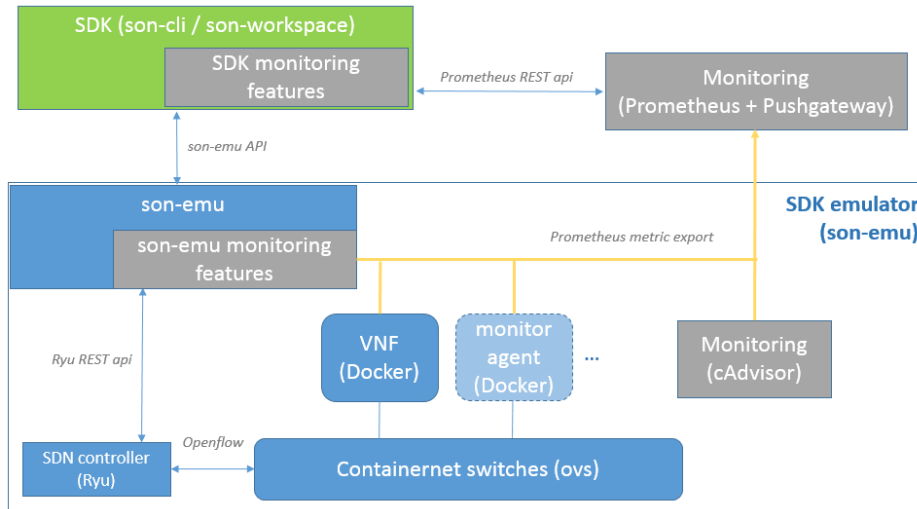 SDK (son-cli / son-workspace)
SDK monitoring
features
Prometheus REST api
Monitoring
(Prometheus + Pushgateway)
son-emu API
son-emu
son-emu monitoring
features
SDK emulator
(son-emu)
Prometheus metric export
Ryu REST api
VNF
(Docker)
monitor
agent
(Docker)
...
Monitoring
(cAdvisor)
SDN controller
(Ryu)
Openflow
Containernet switches (ovs)